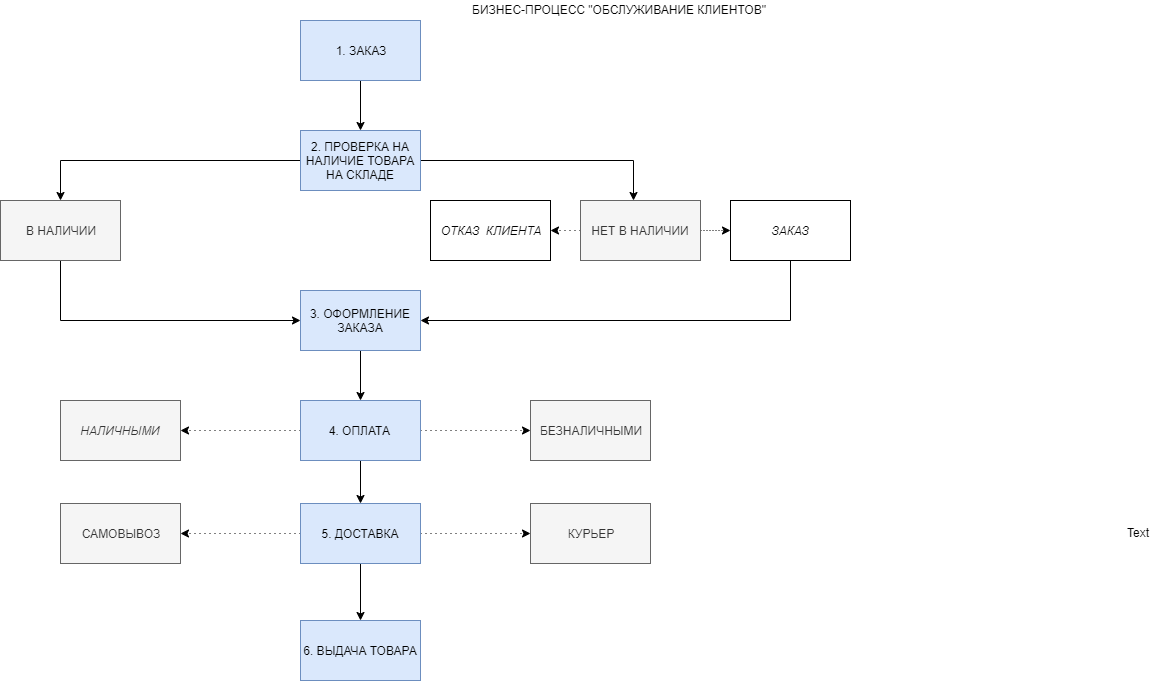 БИЗНЕС-ПРОЦЕСС "ОБСЛУЖИВАНИЕ КЛИЕНТОВ"
1. ЗАКАЗ
2. ПРОВЕРКА НА
НАЛИЧИЕ ТОВАРА
НА СКЛАДЕ
В НАЛИЧИИ
ОТКАЗ КЛИЕНТА
НЕТ В НАЛИЧИИ
ЗАКАЗ
3. ОФОРМЛЕНИЕ
ЗАКАЗА
НАЛИЧНЫМИ
4. ОПЛАТА
БЕЗНАЛИЧНЫМИ
САМОВЫВОЗ
5. ДОСТАВКА
КУРЬЕР
Text
6. ВЫДАЧА ТОВАРА